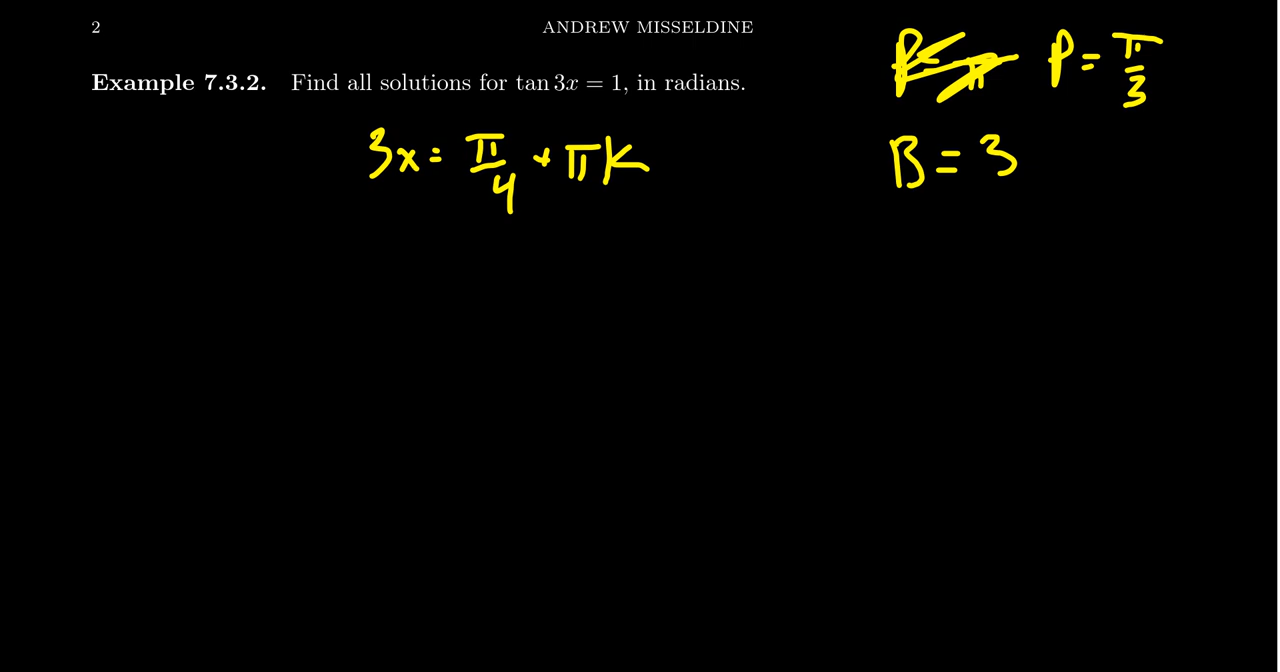 2 ANDREW MISSELDINE
P = π P = π/3
Example 7.3.2. Find all solutions for tan 3x = 1, in radians.
3x = π/4 + πK B = 3